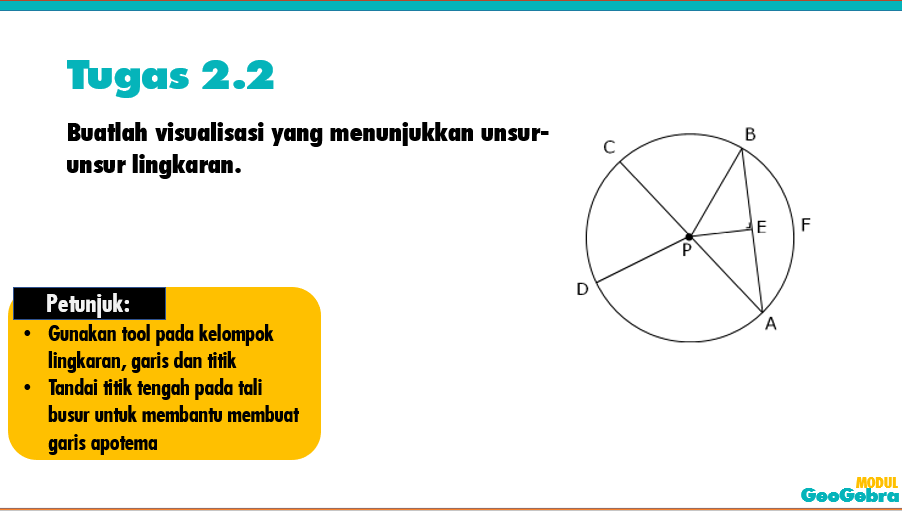 Tugas 2.2
Buatlah visualisasi yang menunjukkan unsur-
unsur lingkaran.
Petunjuk:
• Gunakan tool pada kelompok
lingkaran, garis dan titik
• Tandai titik tengah pada tali
busur untuk membantu membuat
garis apotema
B
C
F
E
P
D
A
MODUL
GeoGebra